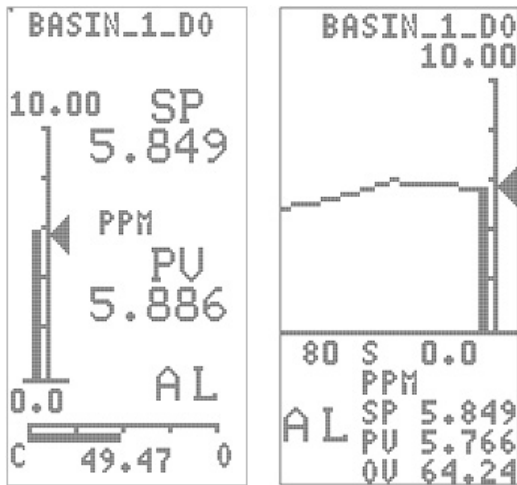 BASIN_1_DO
10.00 SP
5.849
PPM
PV
5.886
AL
0.0
C 49.47 O
BASIN_1_DO
10.00
80 S 0.0
PPM
AL SP 5.849
PV 5.766
OV 64.24